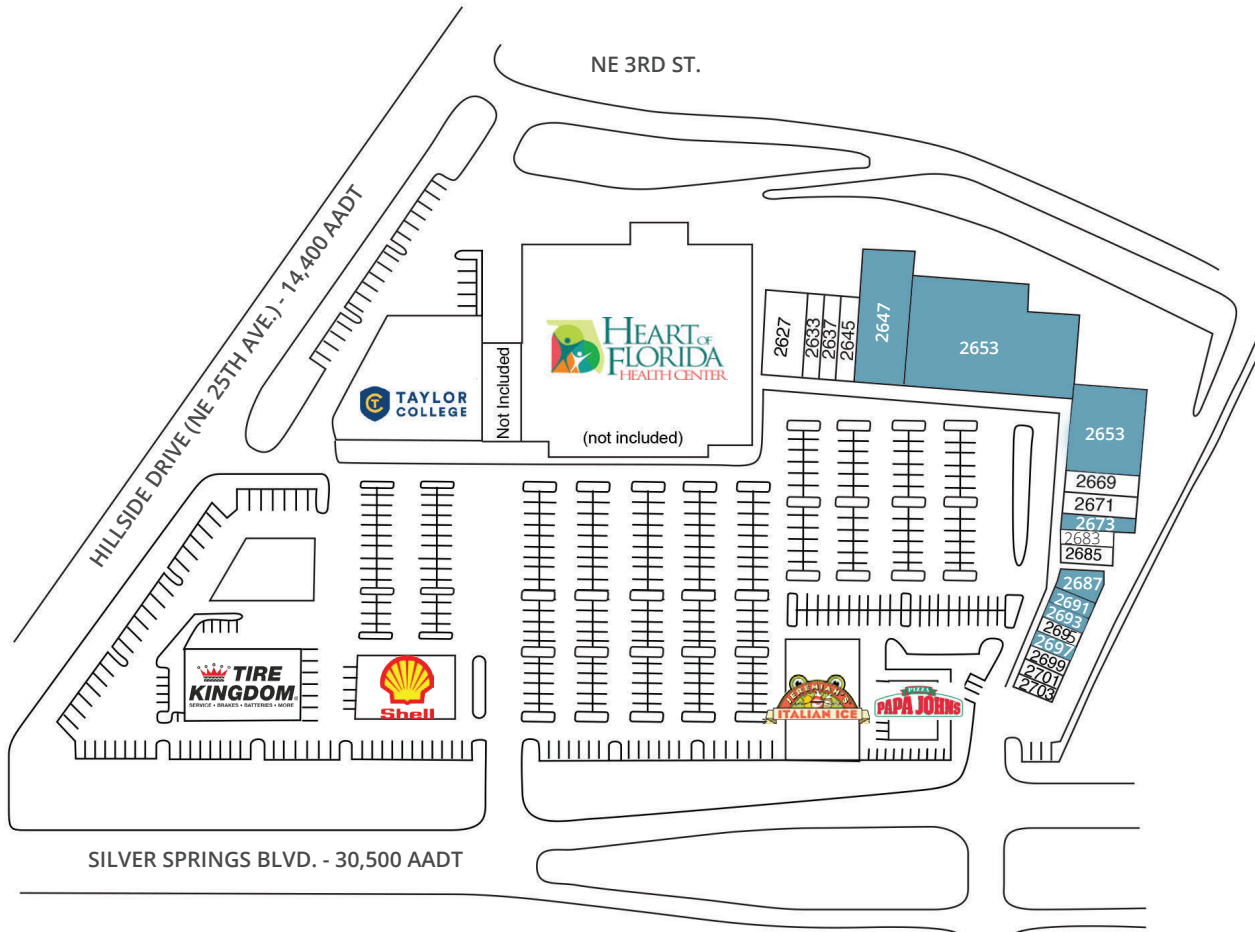 NE 3RD ST.
HILLSIDE DRIVE (NE 25TH AVE.) - 14,400 AADT
TAYLOR
COLLEGE
Not Included
HEART OF
FLORIDA
HEALTH CENTER
(not included)
2627
2633
2637
2645
2647
2653
2653
2669
2671
2673
2683
2685
2687
2691
2693
2695
2697
2699
2701
2703
TIRE
KINGDOM
SERVICE • BRAKES • BATTERIES • MORE
Shell
JEREMIAH'S
ITALIAN ICE
PIZZA
PAPA JOHNS
SILVER SPRINGS BLVD. - 30,500 AADT